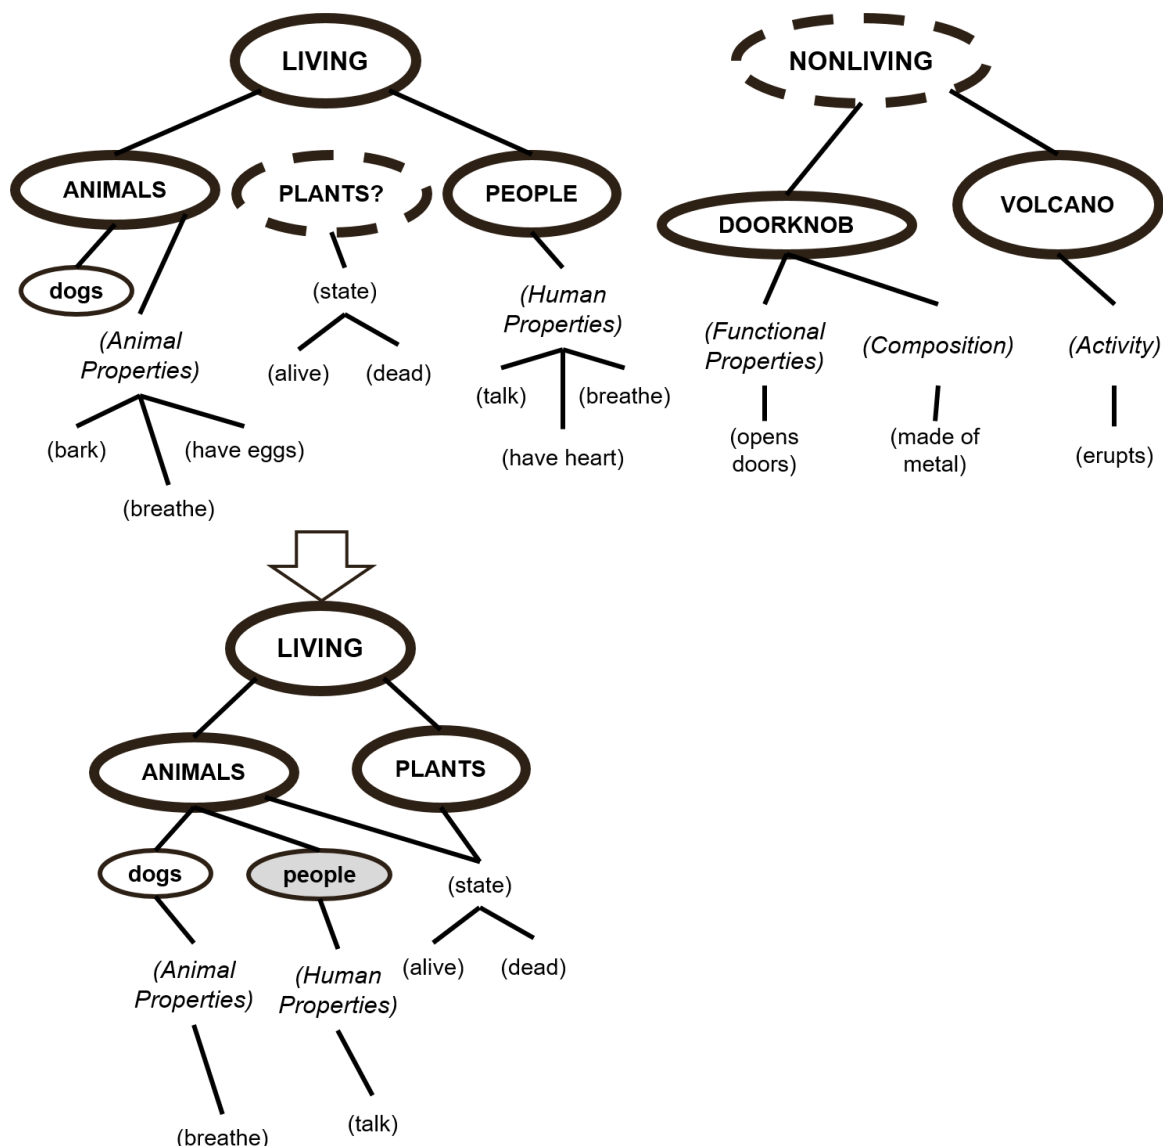 LIVING
NONLIVING
ANIMALS
PLANTS?
PEOPLE
DOORKNOB
VOLCANO
dogs
(state)
(Human
Properties)
(Animal
Properties)
(Functional
Properties)
(Composition)
(Activity)
(alive)
(dead)
(talk)
(breathe)
(bark)
(have eggs)
(have heart)
(opens
doors)
(made of
metal)
(erupts)
(breathe)
LIVING
ANIMALS
PLANTS
dogs
people
(state)
(alive)
(dead)
(Animal
Properties)
(Human
Properties)
(talk)
(breathe)